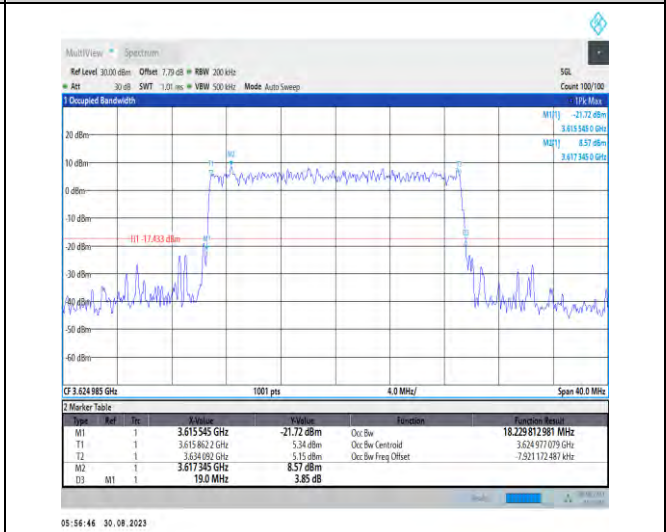 MultiView Spectrum
Ref Level 30.00 dBm Offset 7.79 dB RBW 200 kHz SGL
Att 30 dB SWT 1.01 ms VBW 500 kHz Mode Auto Sweep Count 100/100
1 Occupied Bandwidth 1Pk Max
M1[1] -21.72 dBm
3.615 545 0 GHz
M2[1] 8.57 dBm
3.617 345 0 GHz
20 dBm
M2
T1
10 dBm
0 dBm
-10 dBm
H1 -17.433 dBm
M1
D3
-20 dBm
-30 dBm
-40 dBm
-50 dBm
-60 dBm
CF 3.624 985 GHz 1001 pts 4.0 MHz/ Span 40.0 MHz
2 Marker Table
Type Ref Trc X-Value Y-Value Function Function Result
M1 1 3.615 545 GHz -21.72 dBm Occ Bw 18.229 812 981 MHz
T1 1 3.615 862 2 GHz 5.34 dBm Occ Bw Centroid 3.624 977 079 GHz
T2 1 3.634 092 GHz 5.15 dBm Occ Bw Freq Offset -7.921 172 487 kHz
M2 1 3.617 345 GHz 8.57 dBm
D3 M1 1 19.0 MHz 3.85 dB
05:56:46 30.08.2023